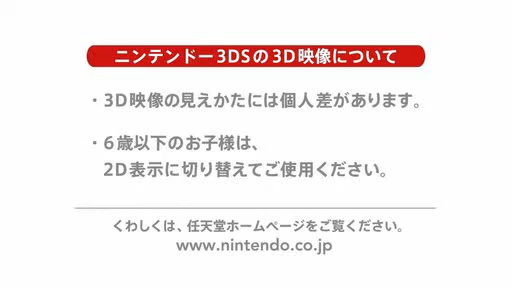 ニンテンドー3DSの3D映像について
・3D映像の見えかたには個人差があります。
・6歳以下のお子様は、
2D表示に切り替えてご使用ください。
くわしくは、任天堂ホームページをご覧ください。
www.nintendo.co.jp